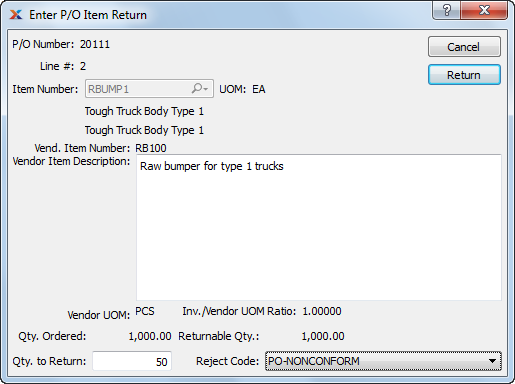 Enter P/O Item Return
P/O Number: 20111
Cancel
Line #: 2
Return
Item Number: RBUMP1 UOM: EA
Tough Truck Body Type 1
Tough Truck Body Type 1
Vend. Item Number: RB100
Vendor Item Description: Raw bumper for type 1 trucks
Vendor UOM: PCS Inv./Vendor UOM Ratio: 1.00000
Qty. Ordered: 1,000.00 Returnable Qty.: 1,000.00
Qty. to Return: 50 Reject Code: PO-NONCONFORM